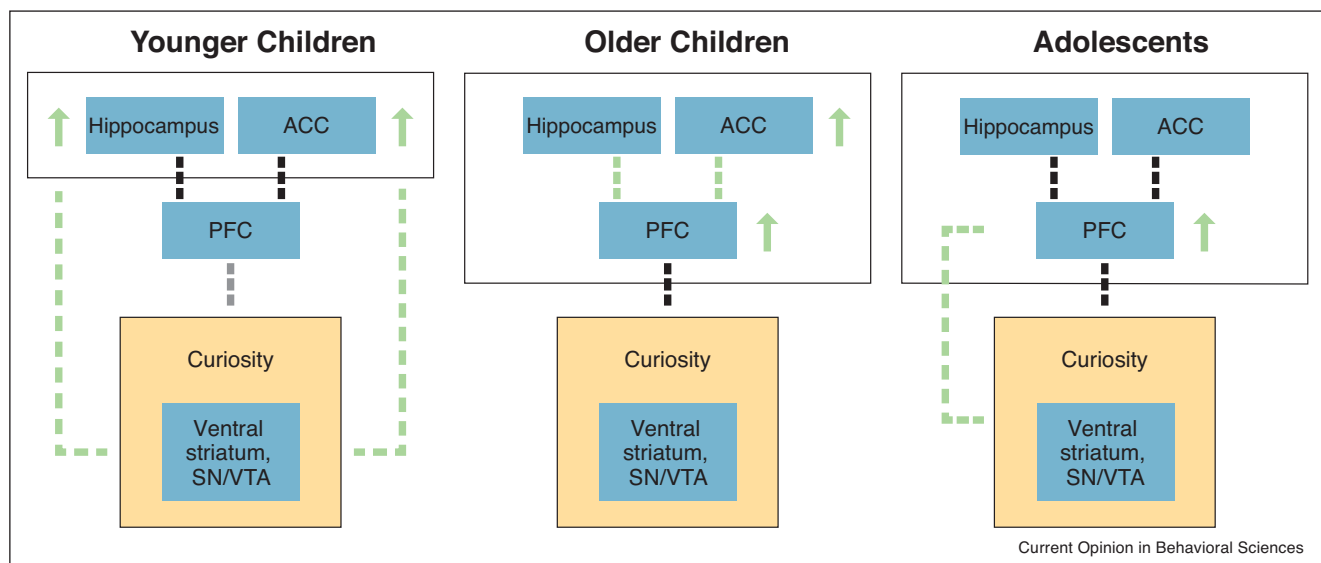 Younger Children
Hippocampus
ACC
PFC
Curiosity
Ventral
striatum,
SN/VTA
Older Children
Hippocampus
ACC
PFC
Curiosity
Ventral
striatum,
SN/VTA
Adolescents
Hippocampus
ACC
PFC
Curiosity
Ventral
striatum,
SN/VTA
Current Opinion in Behavioral Sciences